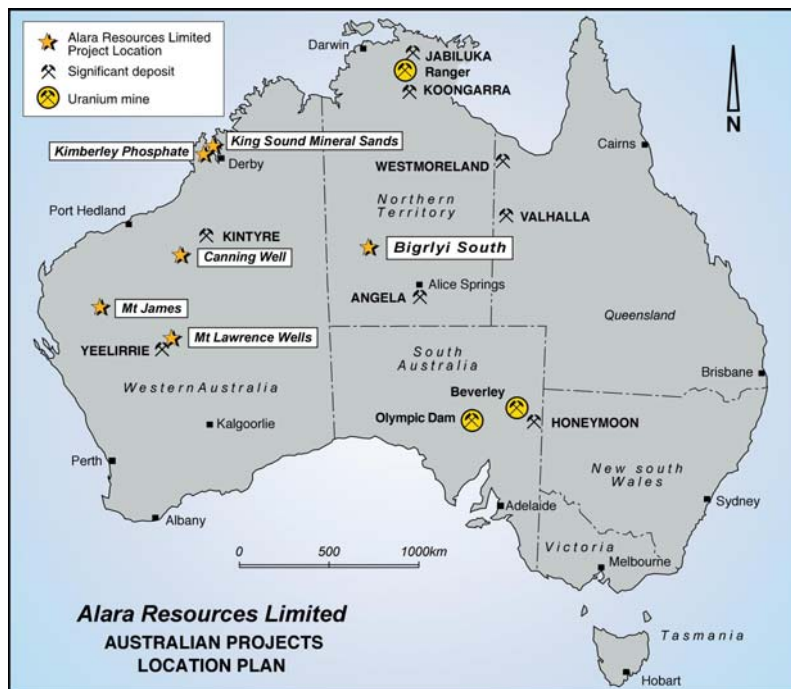 Alara Resources Limited
Project Location
Significant deposit
Uranium mine
Darwin
JABILUKA
Ranger
KOONGARRA
N
King Sound Mineral Sands
Kimberley Phosphate
Derby
Cairns
WESTMORELAND
Northern
Territory
Port Hedland
VALHALLA
KINTYRE
Canning Well
Bigrlyi South
Alice Springs
ANGELA
Mt James
Queensland
Mt Lawrence Wells
YEELIRRIE
South
Australia
Brisbane
Western Australia
Beverley
Olympic Dam
HONEYMOON
Kalgoorlie
Perth
New south
Wales
Sydney
Adelaide
Albany
Victoria
Melbourne
0 500 1000km
Alara Resources Limited
AUSTRALIAN PROJECTS
LOCATION PLAN
Tasmania
Hobart